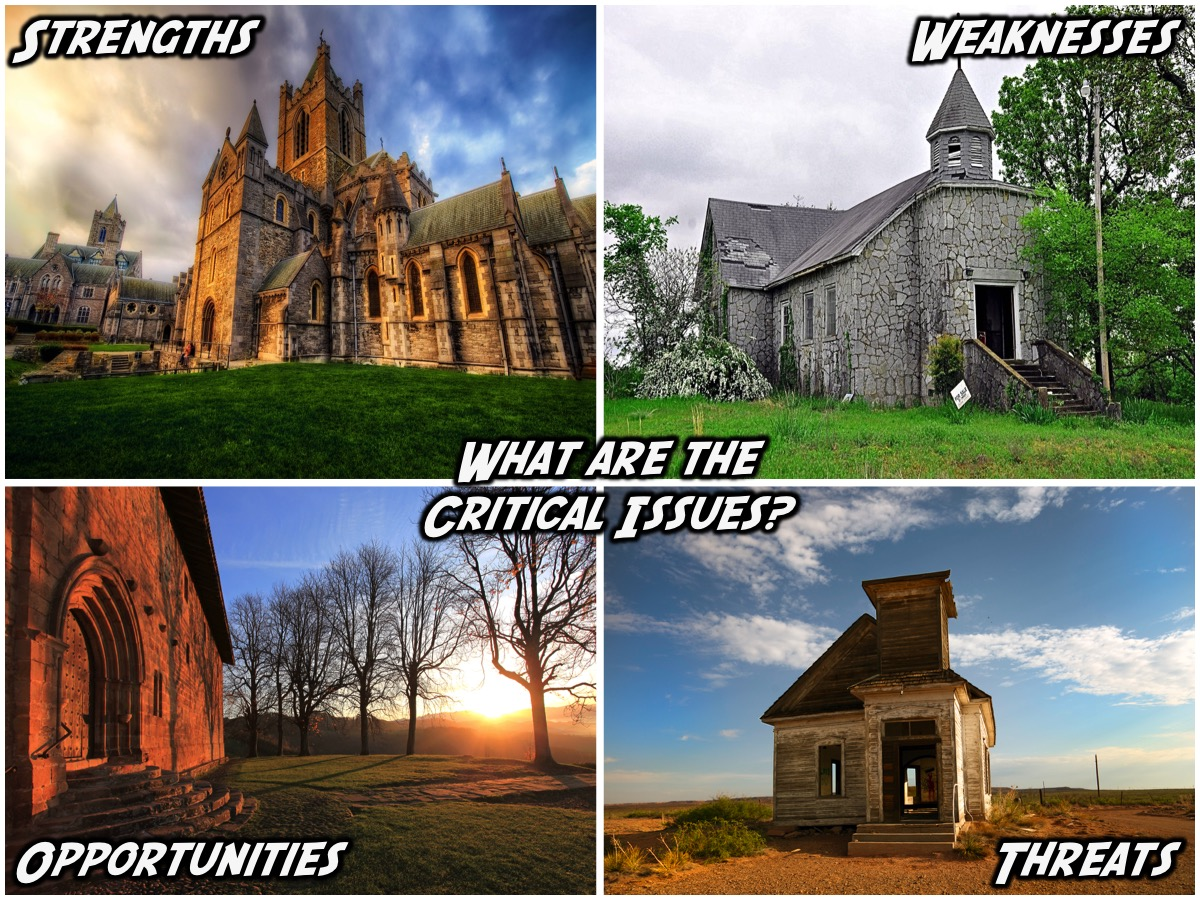 Strengths
Weaknesses
What are the
Critical Issues?
Opportunities
Threats